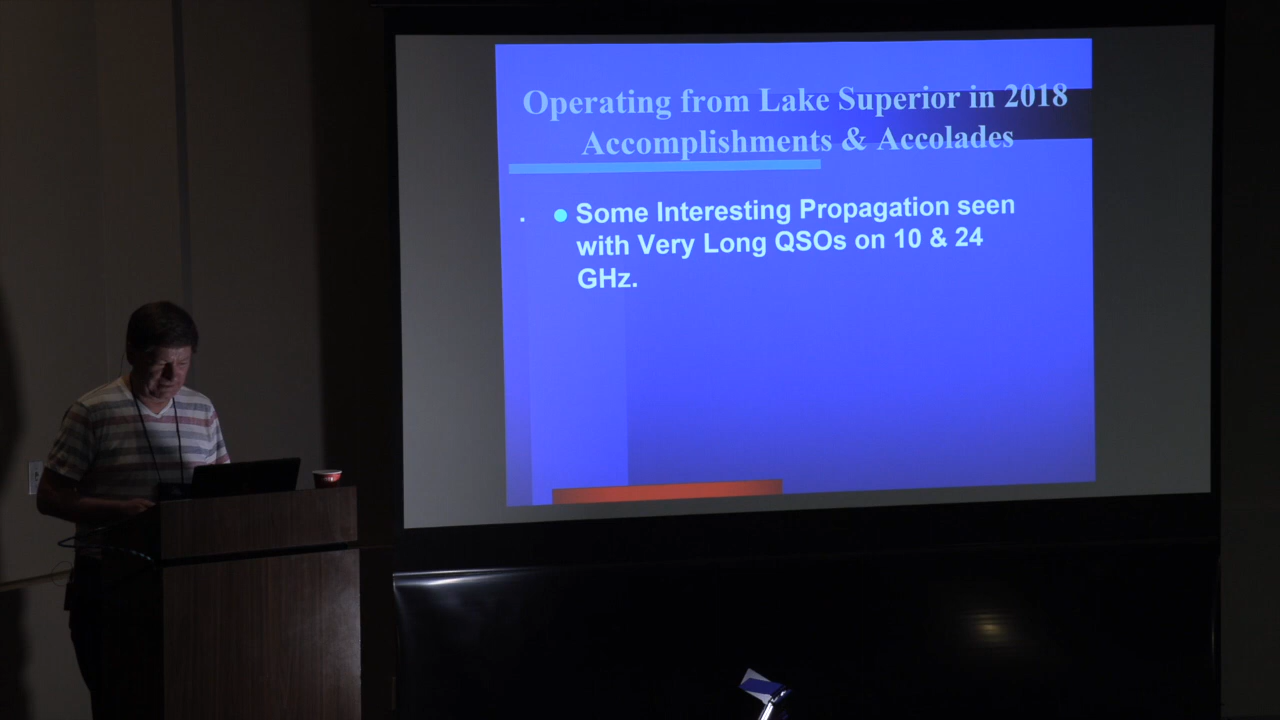 Operating from Lake Superior in 2018
Accomplishments & Accolades
. ● Some Interesting Propagation seen
with Very Long QSOs on 10 & 24
GHz.